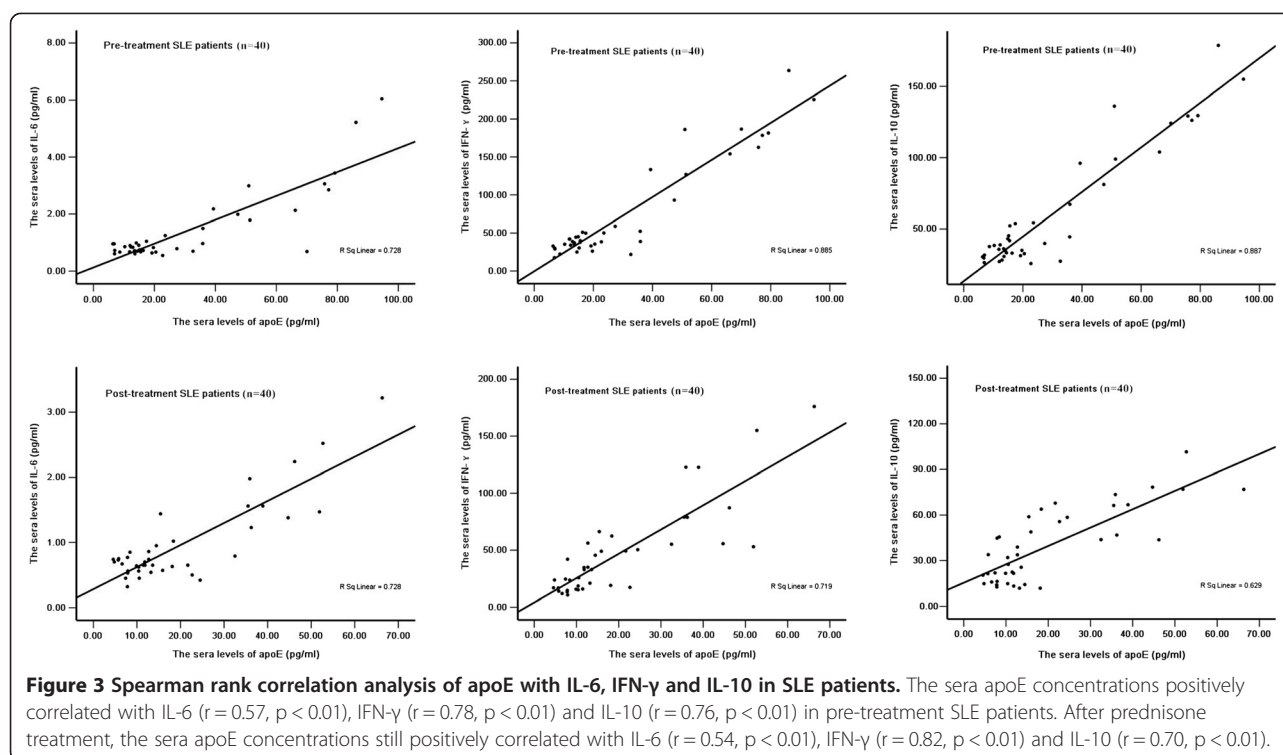 Pre-treatment SLE patients (n=40)
The sera levels of IL-6 (pg/ml)
8.00
6.00
4.00
2.00
0.00
R Sq Linear = 0.728
0.00 20.00 40.00 60.00 80.00 100.00
The sera levels of apoE (pg/ml)
Pre-treatment SLE patients (n=40)
The sera levels of IFN- γ (pg/ml)
300.00
250.00
200.00
150.00
100.00
50.00
0.00
R Sq Linear = 0.885
0.00 20.00 40.00 60.00 80.00 100.00
The sera levels of apoE (pg/ml)
Pre-treatment SLE patients (n=40)
The sera levels of IL-10 (pg/ml)
150.00
100.00
50.00
R Sq Linear = 0.887
0.00 20.00 40.00 60.00 80.00 100.00
The sera levels of apoE (pg/ml)
Post-treatment SLE patients (n=40)
The sera levels of IL-6 (pg/ml)
3.00
2.00
1.00
0.00
R Sq Linear = 0.728
0.00 10.00 20.00 30.00 40.00 50.00 60.00 70.00
The sera levels of apoE (pg/ml)
Post-treatment SLE patients (n=40)
The sera levels of IFN- γ (pg/ml)
200.00
150.00
100.00
50.00
0.00
R Sq Linear = 0.719
0.00 10.00 20.00 30.00 40.00 50.00 60.00 70.00
The sera levels of apoE (pg/ml)
Post-treatment SLE patients (n=40)
The sera levels of IL-10 (pg/ml)
150.00
120.00
90.00
60.00
30.00
0.00
R Sq Linear = 0.629
0.00 10.00 20.00 30.00 40.00 50.00 60.00 70.00
The sera levels of apoE (pg/ml)
Figure 3 Spearman rank correlation analysis of apoE with IL-6, IFN-γ and IL-10 in SLE patients. The sera apoE concentrations positively
correlated with IL-6 (r = 0.57, p < 0.01), IFN-γ (r = 0.78, p < 0.01) and IL-10 (r = 0.76, p < 0.01) in pre-treatment SLE patients. After prednisone
treatment, the sera apoE concentrations still positively correlated with IL-6 (r = 0.54, p < 0.01), IFN-γ (r = 0.82, p < 0.01) and IL-10 (r = 0.70, p < 0.01).